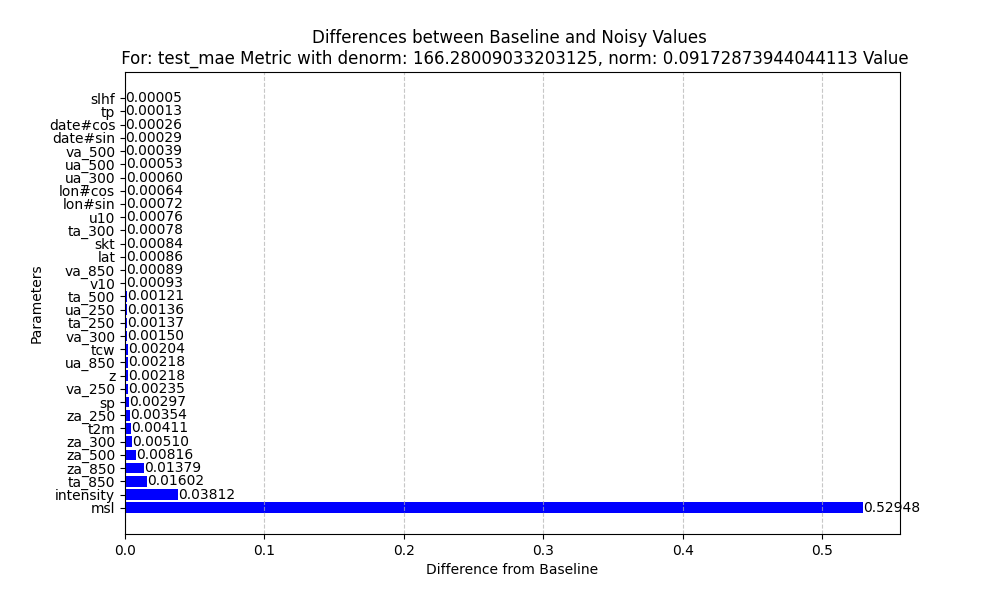 Differences between Baseline and Noisy Values
For: test_mae Metric with denorm: 166.28009033203125, norm: 0.09172873944044113 Value
slhf 0.00005
tp 0.00013
date#cos 0.00026
date#sin 0.00029
va_500 0.00039
ua_500 0.00053
ua_300 0.00060
lon#cos 0.00064
lon#sin 0.00072
u10 0.00076
ta_300 0.00078
skt 0.00084
lat 0.00086
va_850 0.00089
v10 0.00093
ta_500 0.00121
ua_250 0.00136
ta_250 0.00137
va_300 0.00150
tcw 0.00204
ua_850 0.00218
z 0.00218
va_250 0.00235
sp 0.00297
za_250 0.00354
t2m 0.00411
za_300 0.00510
za_500 0.00816
za_850 0.01379
ta_850 0.01602
intensity 0.03812
msl 0.52948
Parameters
0.0 0.1 0.2 0.3 0.4 0.5
Difference from Baseline